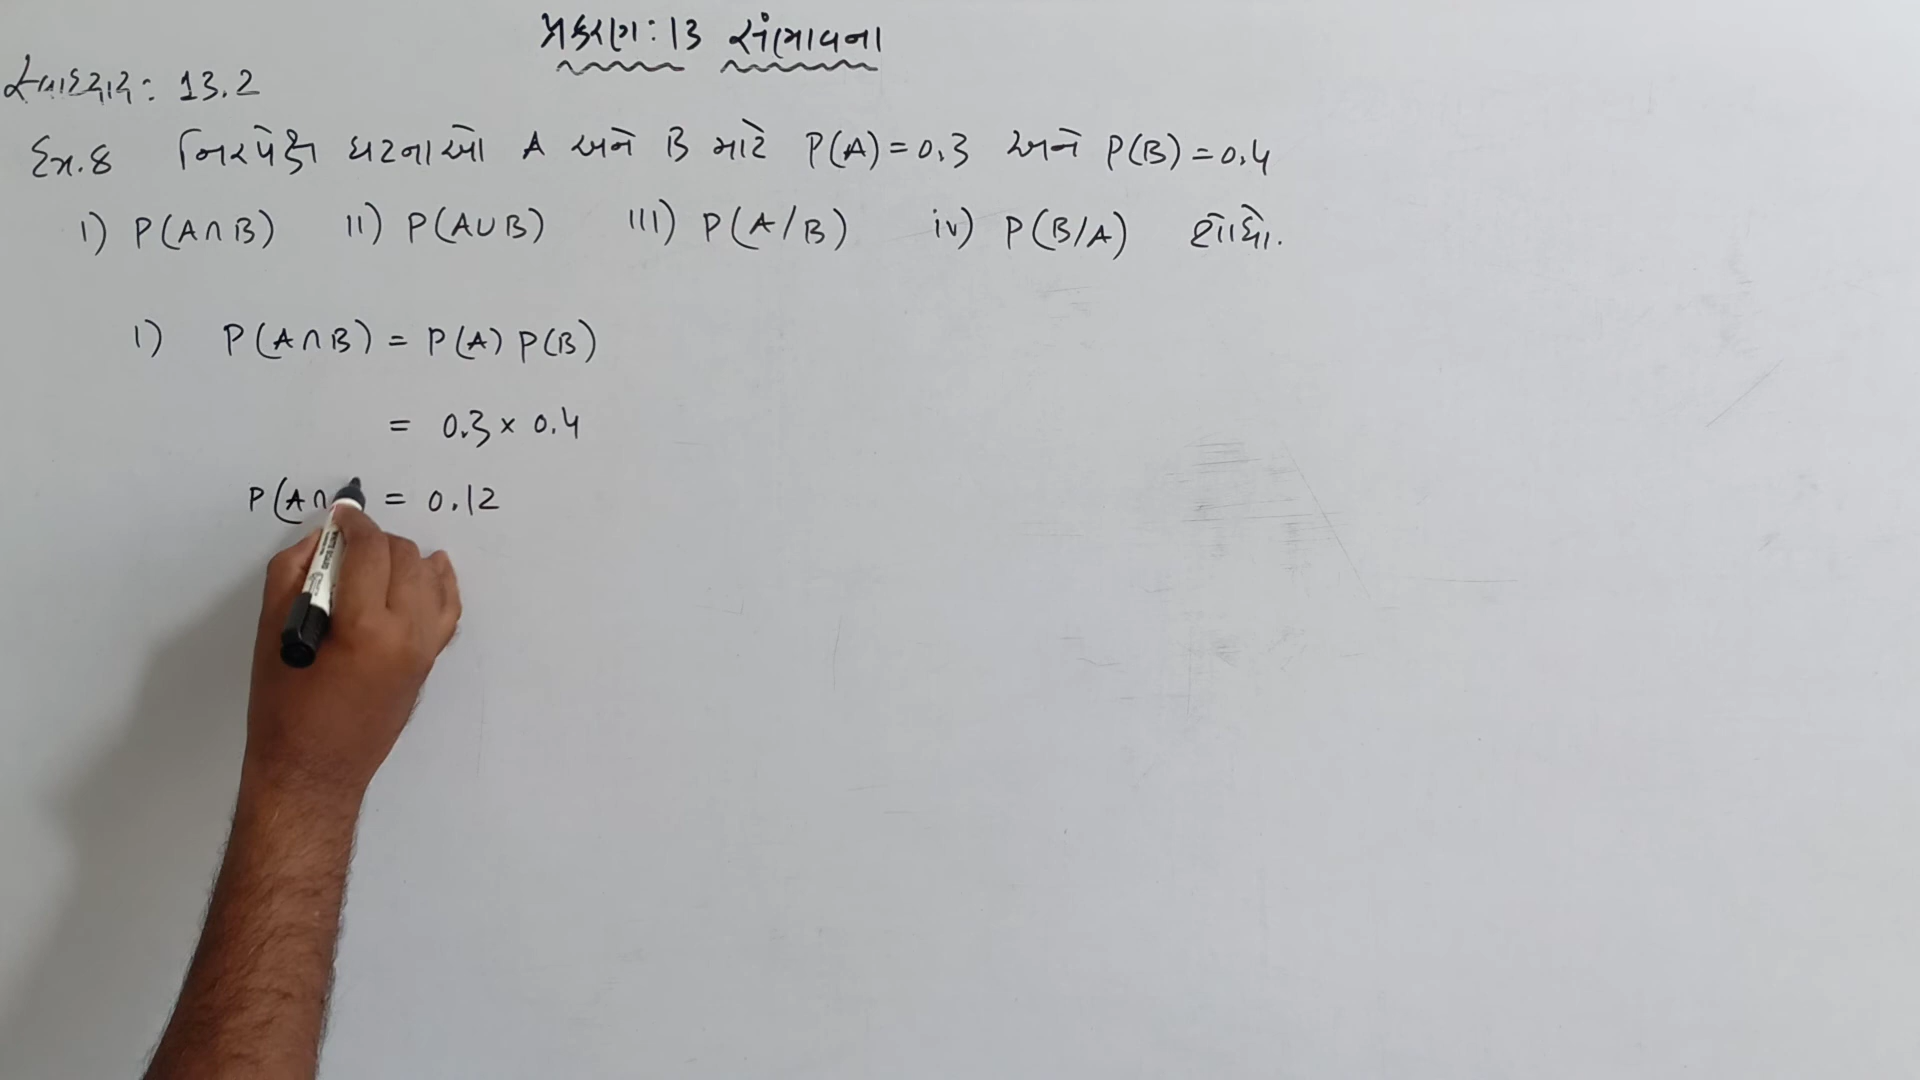 પ્રકરણ : 13 સંભાવના
સ્વાધ્યાય : 13.2
Ex.8 નિરપેક્ષ ઘટનાઓ A અને B માટે P(A) = 0.3 અને P(B) = 0.4
i) P(A∩B) ii) P(A∪B) iii) P(A/B) iv) P(B/A) શોધો.
i) P(A∩B) = P(A) P(B)
= 0.3 × 0.4
P(A∩ = 0.12